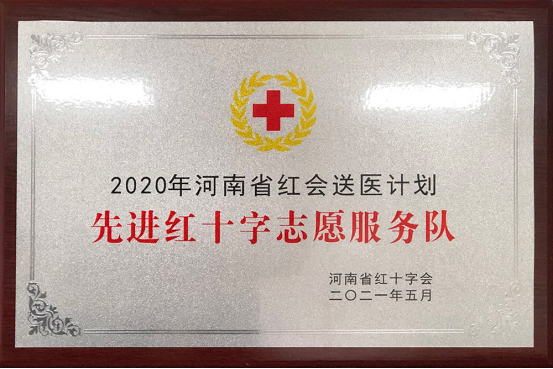 2020年河南省红会送医计划
先进红十字志愿服务队
河南省红十字会
二〇二一年五月